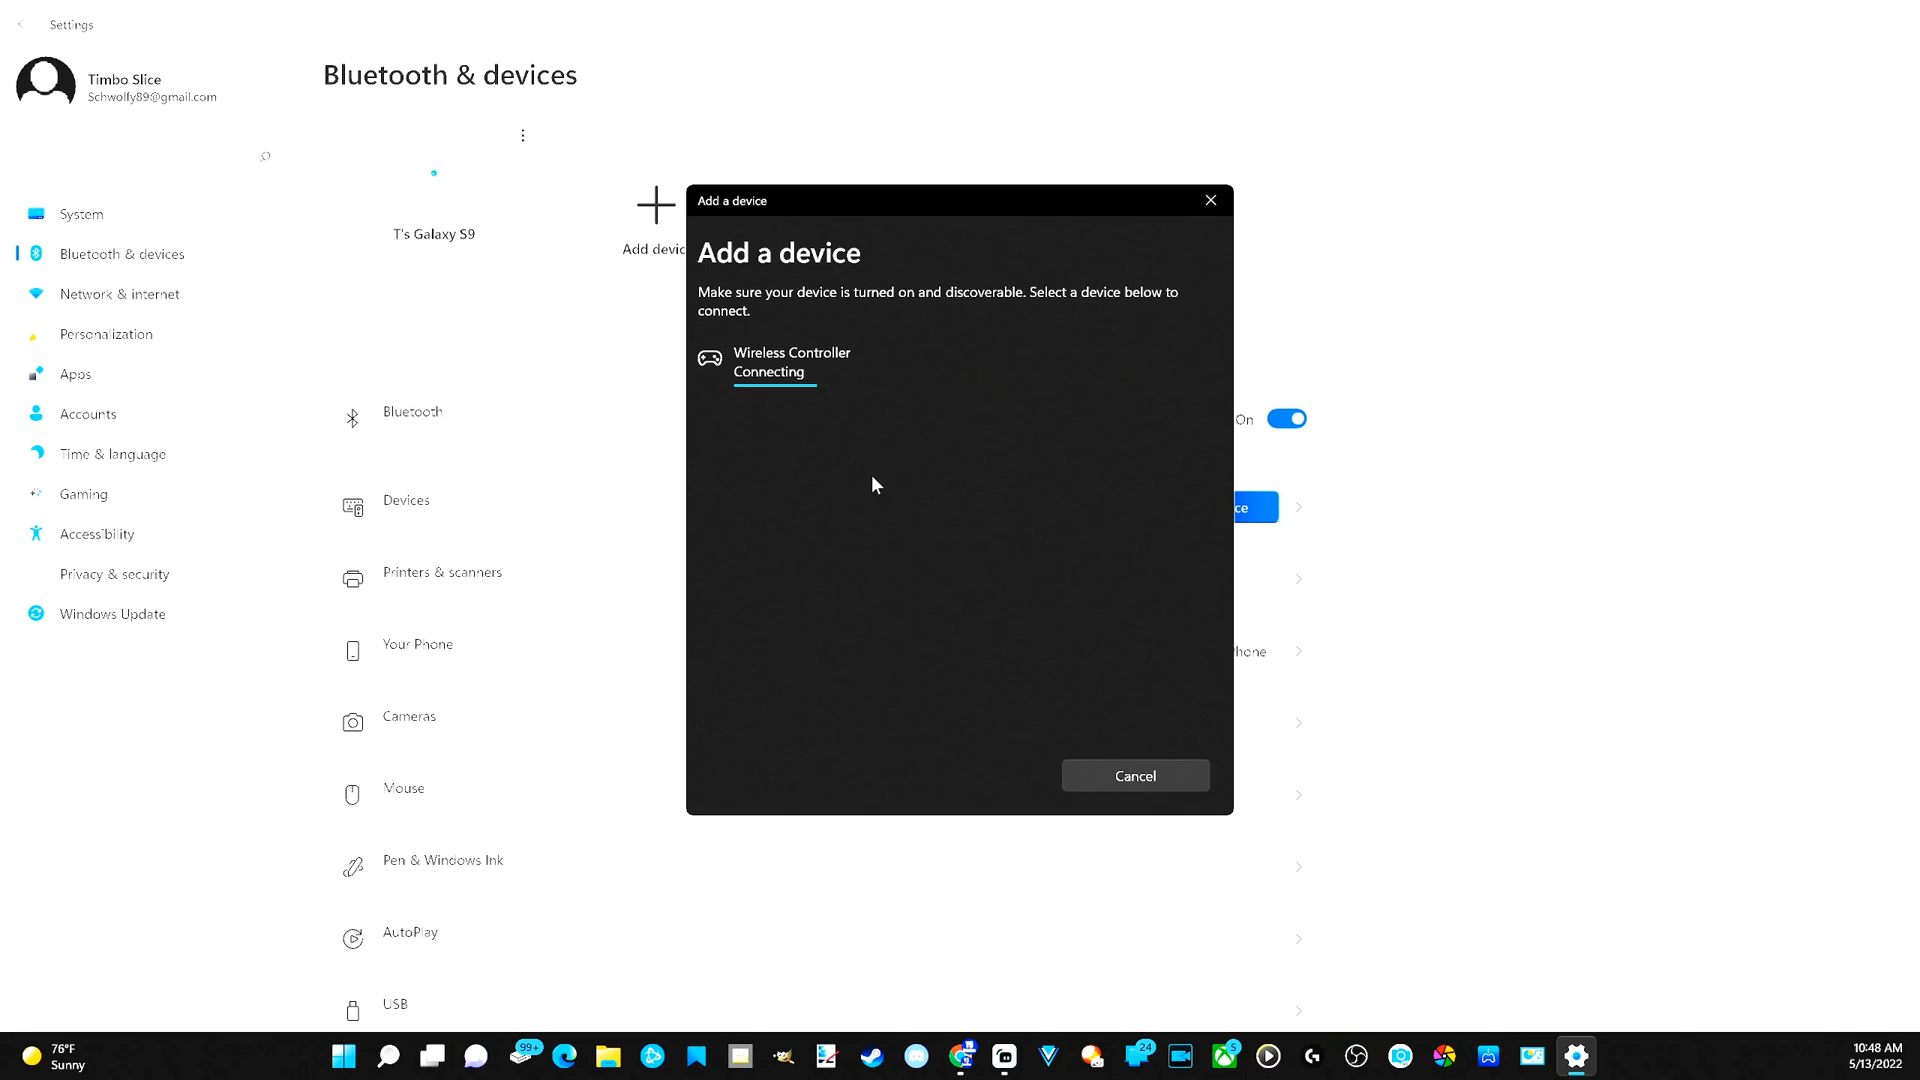 Settings
Timbo Slice
Schwolfy89@gmail.com
Bluetooth & devices
System
Bluetooth & devices
Network & internet
Personalization
Apps
Accounts
Time & language
Gaming
Accessibility
Privacy & security
Windows Update
T's Galaxy S9
Add devic
Bluetooth
On
Devices
ce
Printers & scanners
Your Phone
hone
Cameras
Mouse
Pen & Windows Ink
AutoPlay
USB
Add a device
Add a device
Make sure your device is turned on and discoverable. Select a device below to
connect.
Wireless Controller
Connecting
Cancel
76°F
Sunny
99+
24
5
10:48 AM
5/13/2022